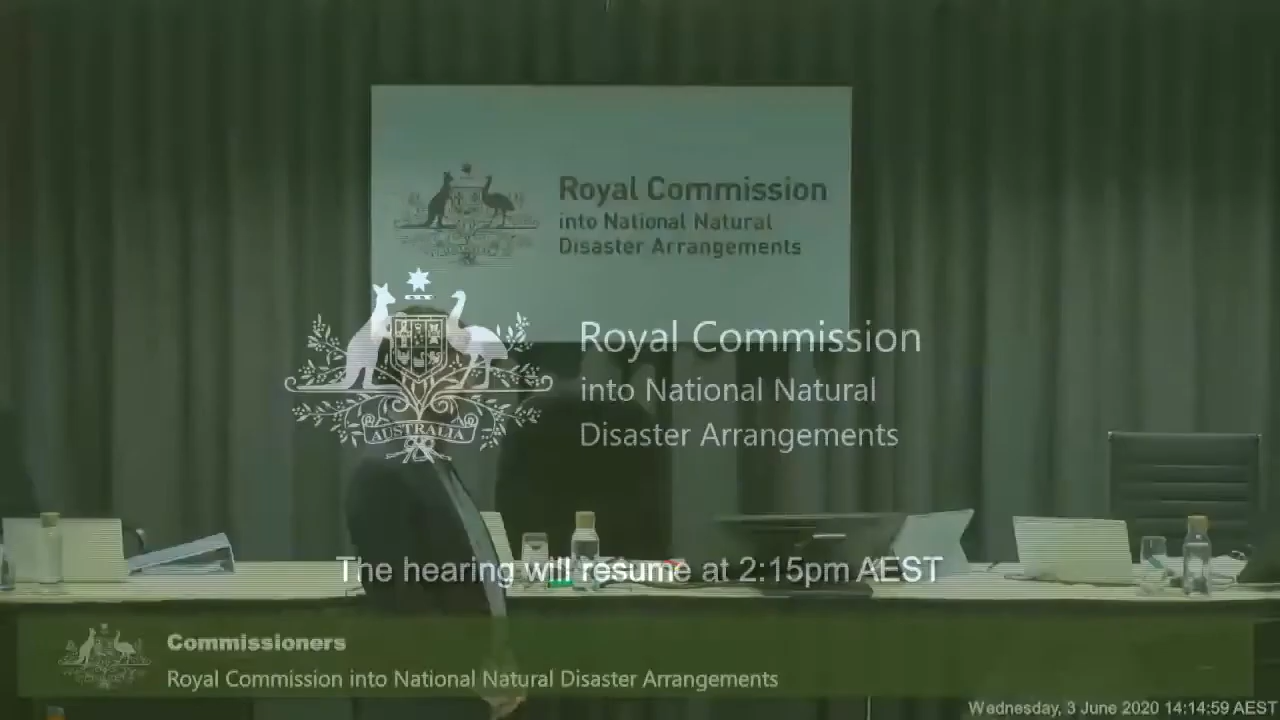 Royal Commission
into National Natural
Disaster Arrangements
Royal Commission
into National Natural
Disaster Arrangements
AUSTRALIA
The hearing will resume at 2:15pm AEST
Commissioners
Royal Commission into National Natural Disaster Arrangements
Wednesday, 3 June 2020 14:14:59 AEST